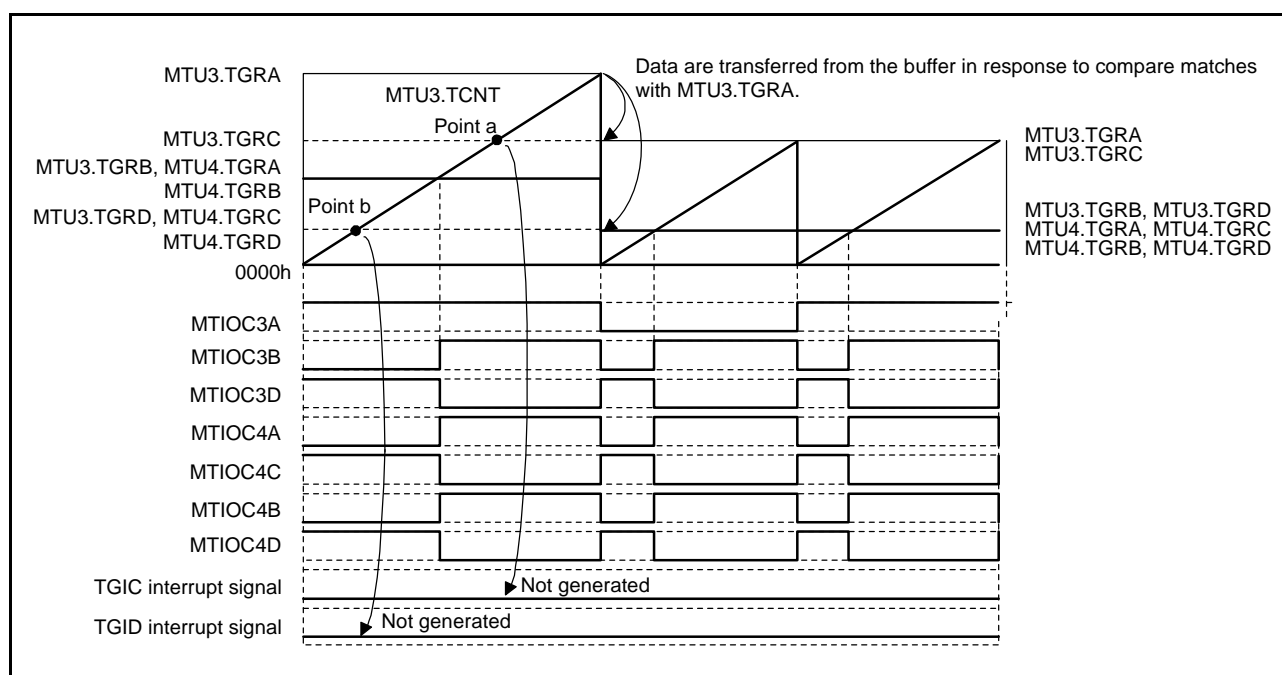 MTU3.TGRA
Data are transferred from the buffer in response to compare matches
with MTU3.TGRA.
MTU3.TCNT
Point a
MTU3.TGRC
MTU3.TGRA
MTU3.TGRC
MTU3.TGRB, MTU4.TGRA
MTU4.TGRB
Point b
MTU3.TGRD, MTU4.TGRC
MTU4.TGRD
MTU3.TGRB, MTU3.TGRD
MTU4.TGRA, MTU4.TGRC
MTU4.TGRB, MTU4.TGRD
0000h
MTIOC3A
MTIOC3B
MTIOC3D
MTIOC4A
MTIOC4C
MTIOC4B
MTIOC4D
TGIC interrupt signal
Not generated
TGID interrupt signal
Not generated